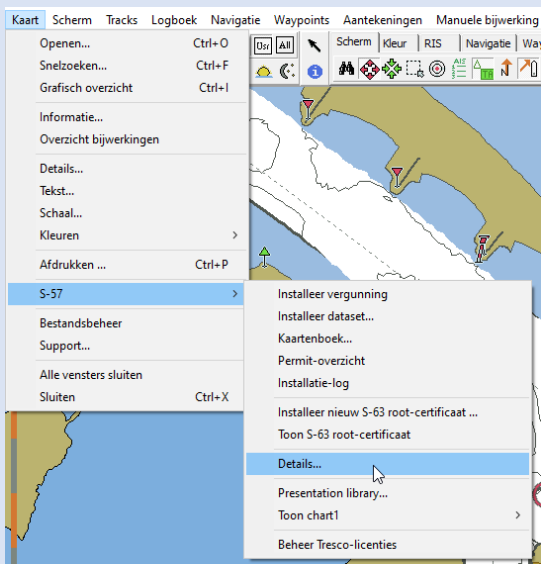 Kaart Scherm Tracks Logboek Navigatie Waypoints Aantekeningen Manuele bijwerking
Usr All Scherm Kleur RIS Navigatie Way
Openen... Ctrl+O
Snelzoeken... Ctrl+F
Grafisch overzicht Ctrl+I
Informatie...
Overzicht bijwerkingen
Details...
Tekst...
Schaal...
Kleuren >
Afdrukken ... Ctrl+P
S-57 >
Bestandsbeheer
Support...
Alle vensters sluiten
Sluiten Ctrl+X
Installeer vergunning
Installeer dataset...
Kaartenboek...
Permit-overzicht
Installatie-log
Installeer nieuw S-63 root-certificaat ...
Toon S-63 root-certificaat
Details...
Presentation library...
Toon chart1 >
Beheer Tresco-licenties